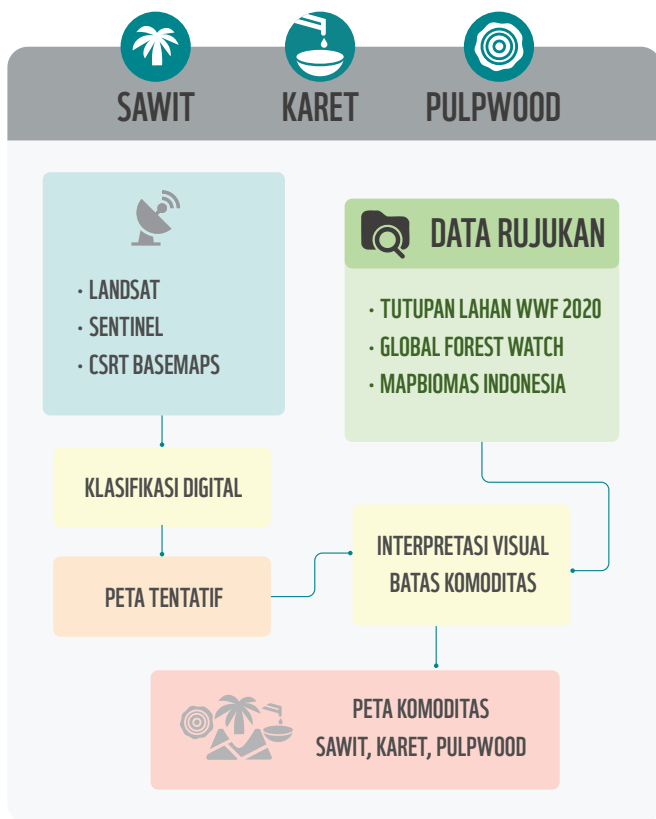 SAWIT
KARET
PULPWOOD
· LANDSAT
· SENTINEL
· CSRT BASEMAPS
DATA RUJUKAN
· TUTUPAN LAHAN WWF 2020
· GLOBAL FOREST WATCH
· MAPBIOMAS INDONESIA
KLASIFIKASI DIGITAL
PETA TENTATIF
INTERPRETASI VISUAL
BATAS KOMODITAS
PETA KOMODITAS
SAWIT, KARET, PULPWOOD